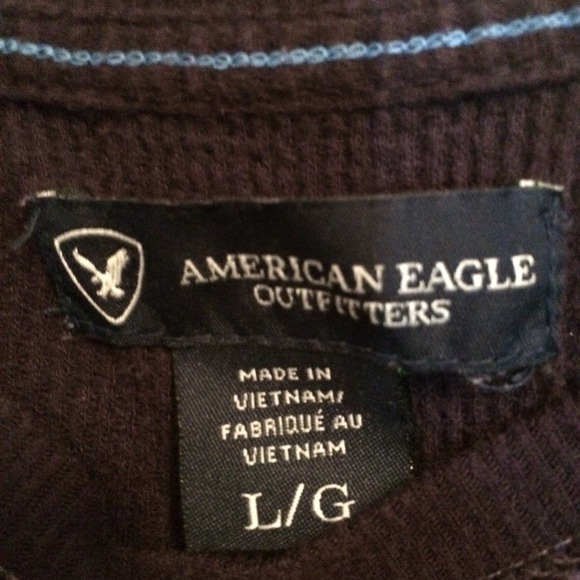 AMERICAN EAGLE
OUTFITTERS
MADE IN
VIETNAM/
FABRIQUÉ AU
VIETNAM
L/G